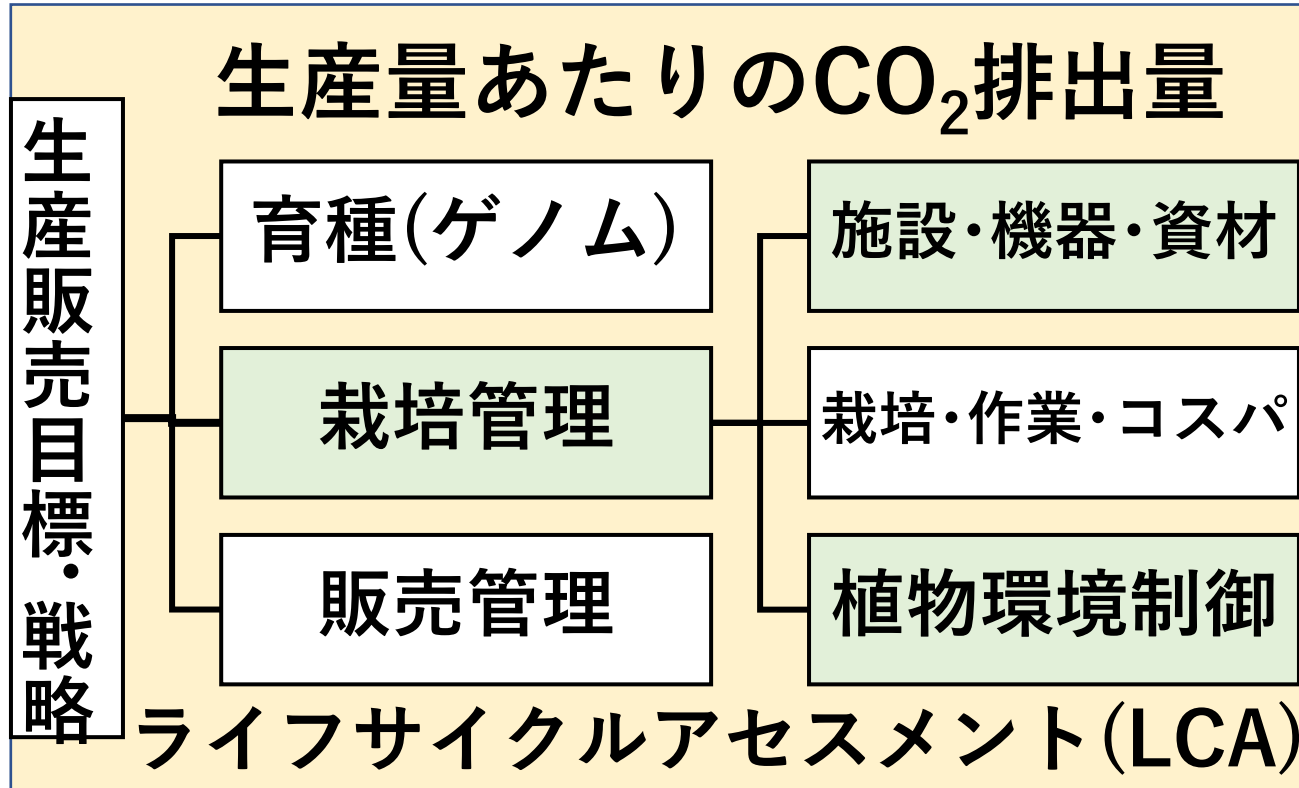 生産量あたりのCO₂排出量
生産販売目標・戦略
育種(ゲノム)
栽培管理
販売管理
施設・機器・資材
栽培・作業・コスパ
植物環境制御
ライフサイクルアセスメント(LCA)